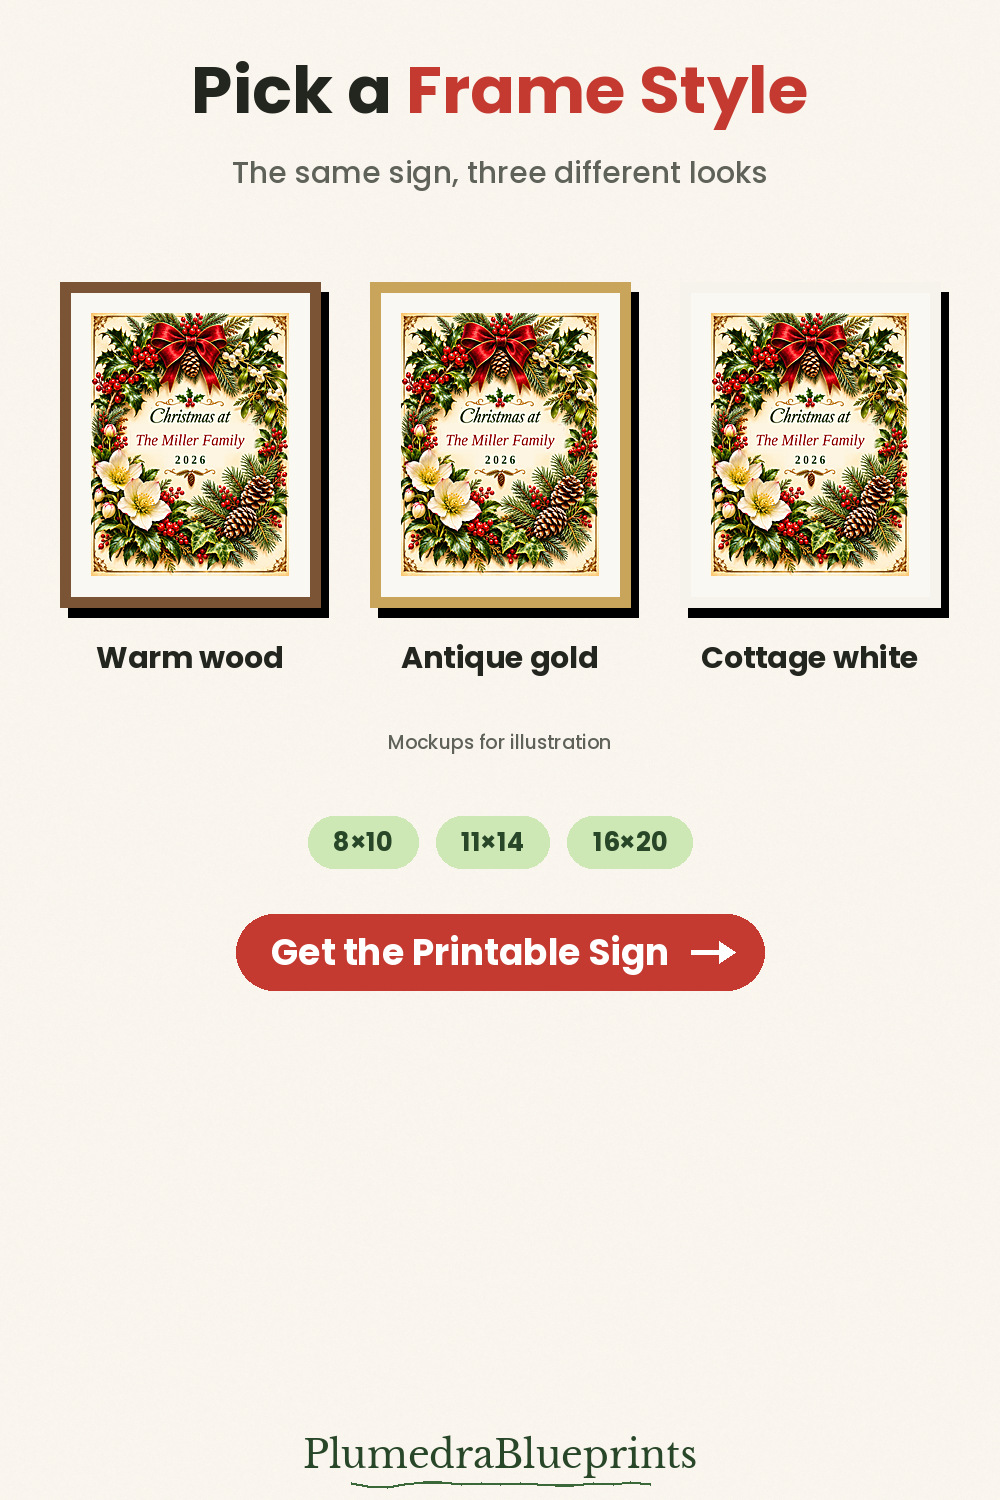 Pick a Frame Style
The same sign, three different looks
Christmas at
The Miller Family
2026
Christmas at
The Miller Family
2026
Christmas at
The Miller Family
2026
Warm wood
Antique gold
Cottage white
Mockups for illustration
8×10
11×14
16×20
Get the Printable Sign →
PlumedraBlueprints